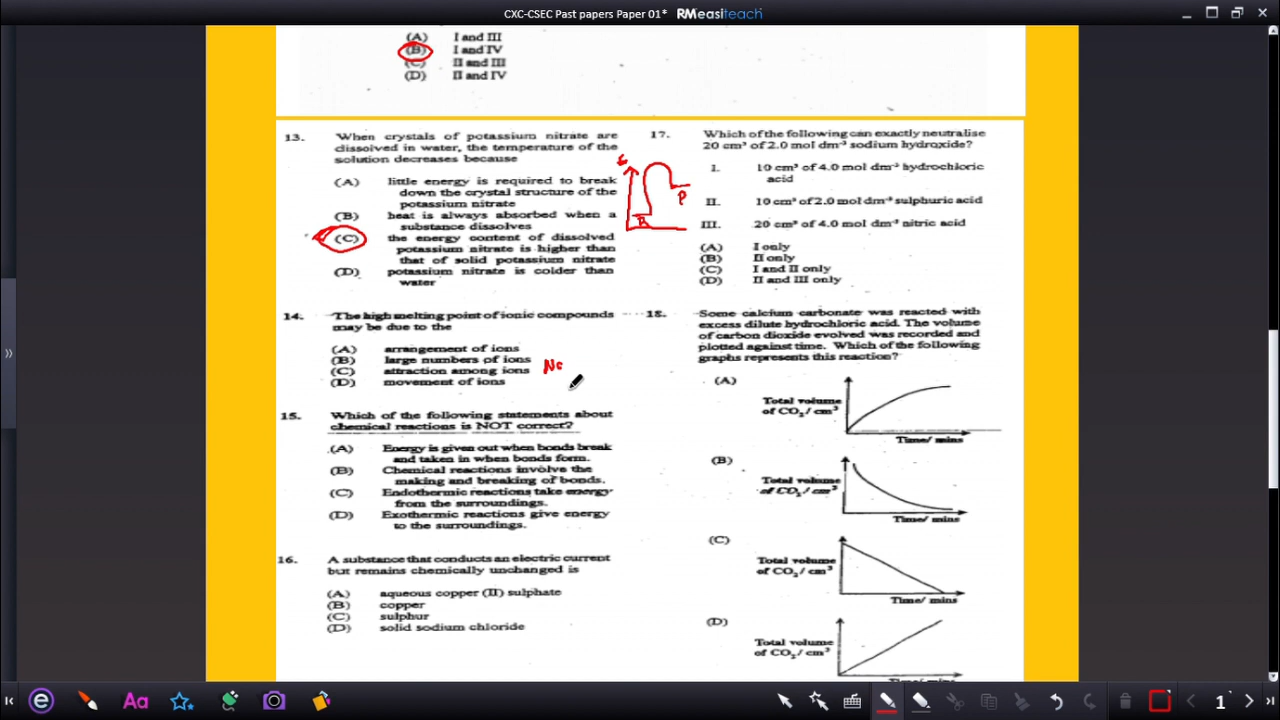 CXC-CSEC Past papers Paper 01* RMeasiteach
(A) I and III
(B) I and IV
(C) II and III
(D) II and IV
13. When crystals of potassium nitrate are
dissolved in water, the temperature of the
solution decreases because
(A) little energy is required to break
down the crystal structure of the
potassium nitrate
(B) heat is always absorbed when a
substance dissolves
(C) the energy content of dissolved
potassium nitrate is higher than
that of solid potassium nitrate
(D) potassium nitrate is colder than
water
14. The high melting point of ionic compounds
may be due to the
(A) arrangement of ions
(B) large numbers of ions
(C) attraction among ions
(D) movement of ions
15. Which of the following statements about
chemical reactions is NOT correct?
(A) Energy is given out when bonds break
and taken in when bonds form.
(B) Chemical reactions involve the
making and breaking of bonds.
(C) Endothermic reactions take energy
from the surroundings.
(D) Exothermic reactions give energy
to the surroundings.
16. A substance that conducts an electric current
but remains chemically unchanged is
(A) aqueous copper (II) sulphate
(B) copper
(C) sulphur
(D) solid sodium chloride
R
P
17. Which of the following can exactly neutralise
20 cm³ of 2.0 mol dm⁻³ sodium hydroxide?
I. 10 cm³ of 4.0 mol dm⁻³ hydrochloric
acid
II. 10 cm³ of 2.0 mol dm⁻³ sulphuric acid
III. 20 cm³ of 4.0 mol dm⁻³ nitric acid
(A) I only
(B) II only
(C) I and II only
(D) II and III only
18. Some calcium carbonate was reacted with
excess dilute hydrochloric acid. The volume
of carbon dioxide evolved was recorded and
plotted against time. Which of the following
graphs represents this reaction?
(A)
Total volume
of CO₂/ cm³
Time/ mins
(B)
Total volume
of CO₂/ cm³
Time/ mins
(C)
Total volume
of CO₂/ cm³
Time/ mins
(D)
Total volume
of CO₂/ cm³
Aa
1